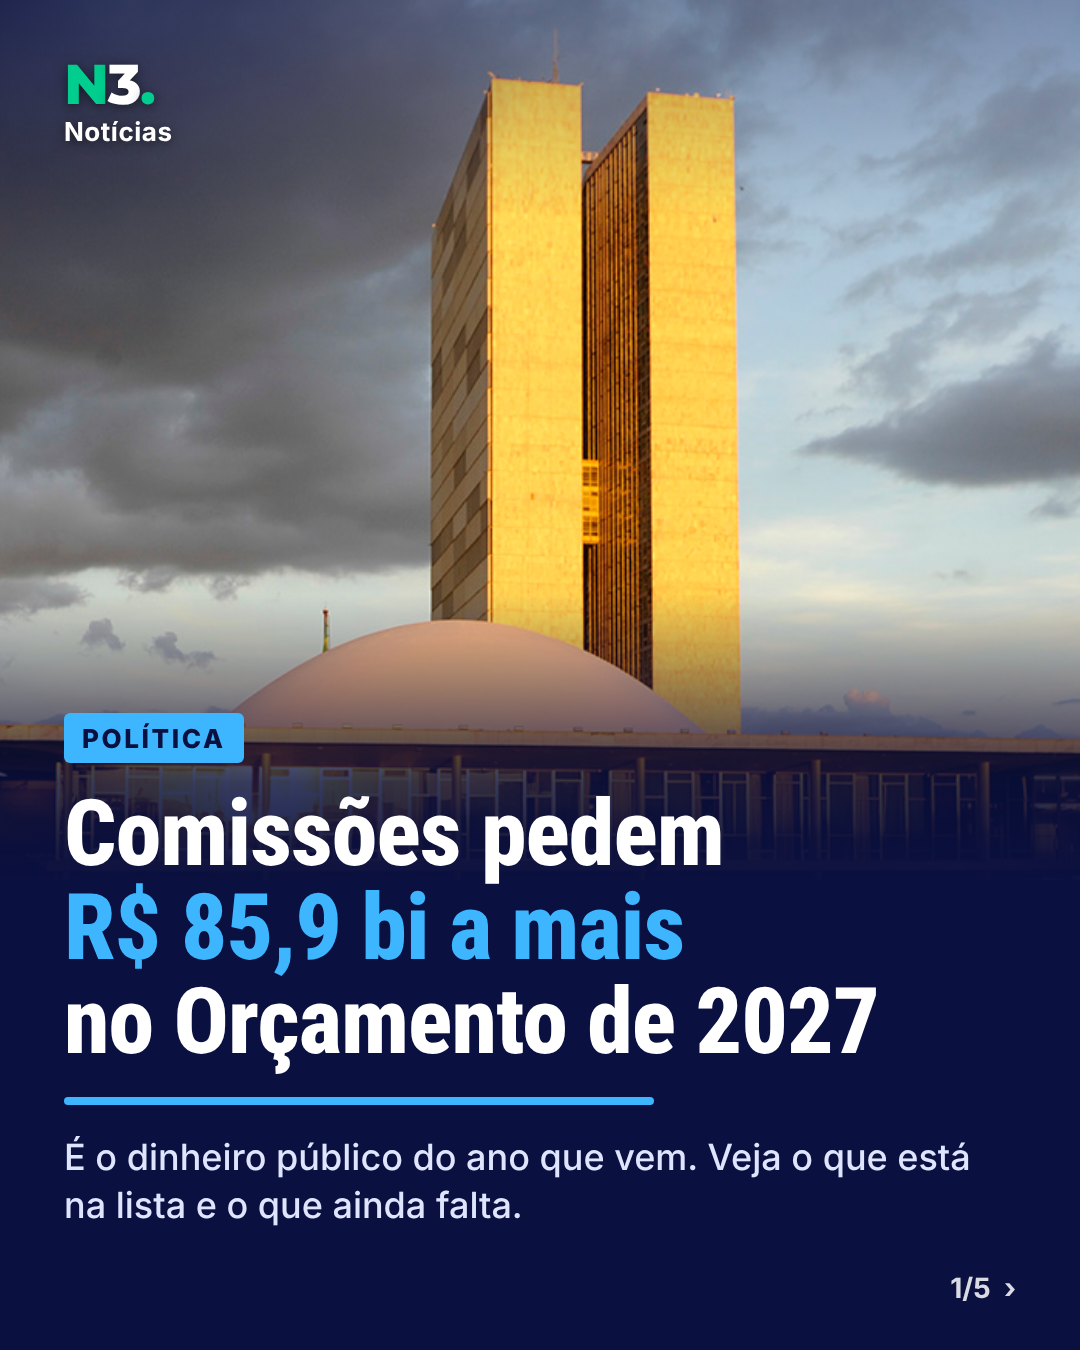 N3.
Notícias
POLÍTICA
Comissões pedem
R$ 85,9 bi a mais
no Orçamento de 2027
É o dinheiro público do ano que vem. Veja o que está
na lista e o que ainda falta.
1/5 ›